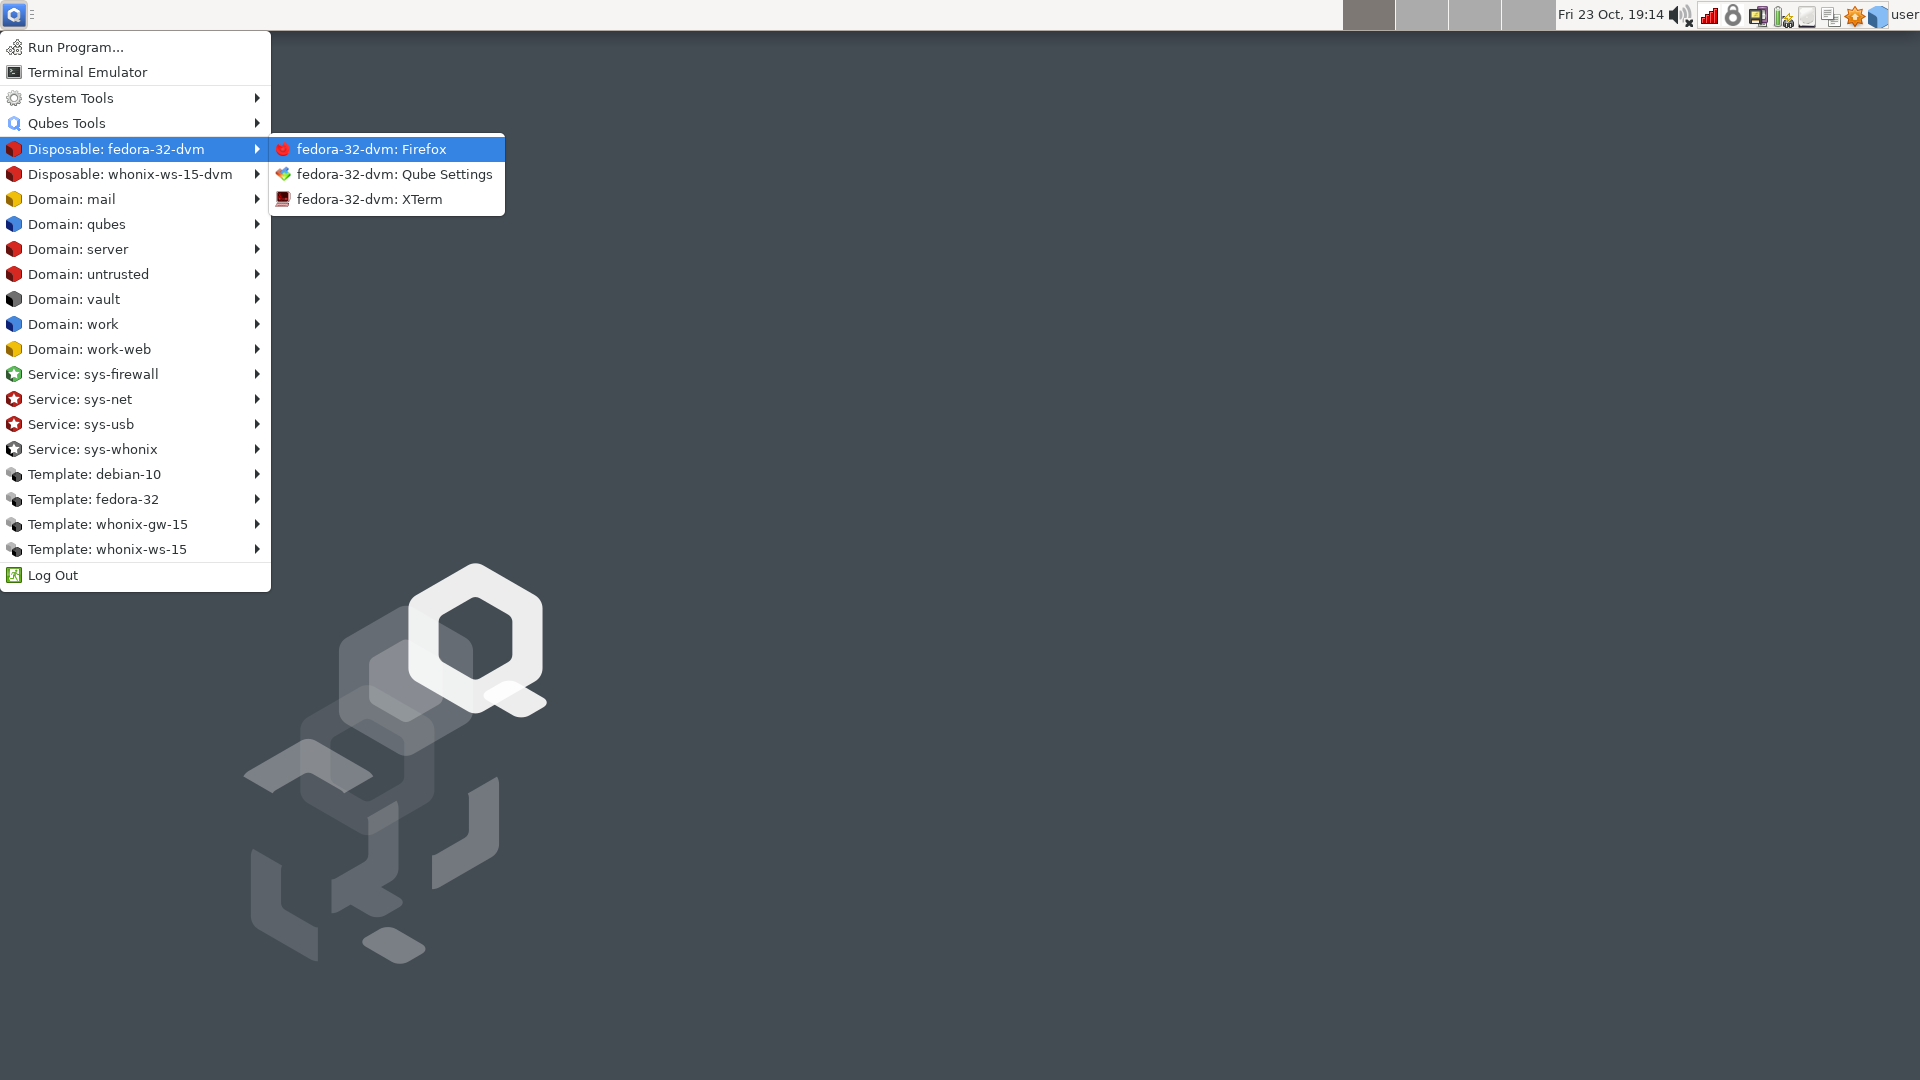 Fri 23 Oct, 19:14
user
Run Program...
Terminal Emulator
System Tools
Qubes Tools
Disposable: fedora-32-dvm
fedora-32-dvm: Firefox
fedora-32-dvm: Qube Settings
fedora-32-dvm: XTerm
Disposable: whonix-ws-15-dvm
Domain: mail
Domain: qubes
Domain: server
Domain: untrusted
Domain: vault
Domain: work
Domain: work-web
Service: sys-firewall
Service: sys-net
Service: sys-usb
Service: sys-whonix
Template: debian-10
Template: fedora-32
Template: whonix-gw-15
Template: whonix-ws-15
Log Out